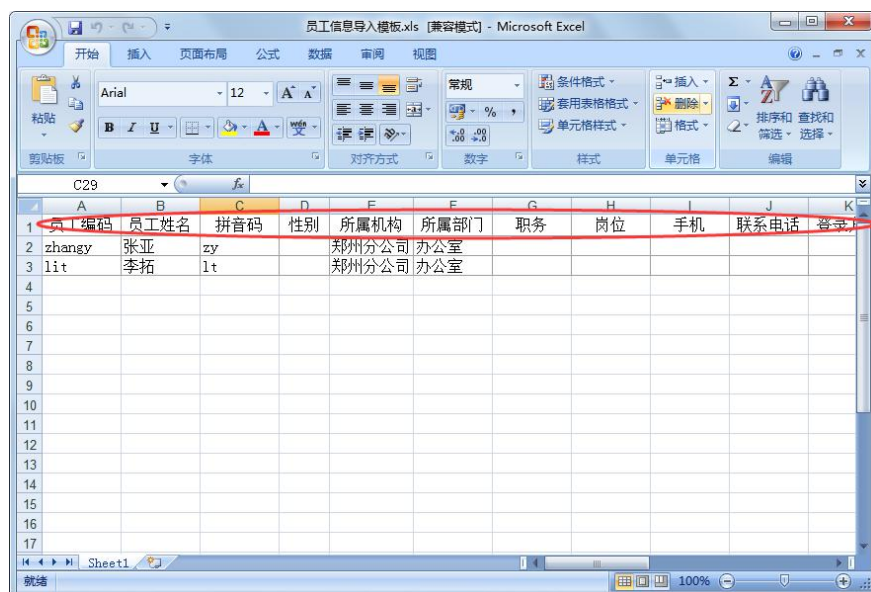 员工信息导入模板.xls [兼容模式] - Microsoft Excel
开始 插入 页面布局 公式 数据 审阅 视图
粘贴
剪贴板
Arial 12 A A
B I U A wén 变
字体
对齐方式
常规
% ,
.00 .00
数字
条件格式
套用表格格式
单元格样式
样式
插入
删除
格式
单元格
Σ
排序和筛选
查找和选择
编辑
C29 fx
A B C D E F G H I J K
1 员工编码 员工姓名 拼音码 性别 所属机构 所属部门 职务 岗位 手机 联系电话 登录
2 zhangy 张亚 zy 郑州分公司 办公室
3 lit 李拓 lt 郑州分公司 办公室
4
5
6
7
8
9
10
11
12
13
14
15
16
17
Sheet1
就绪 100%